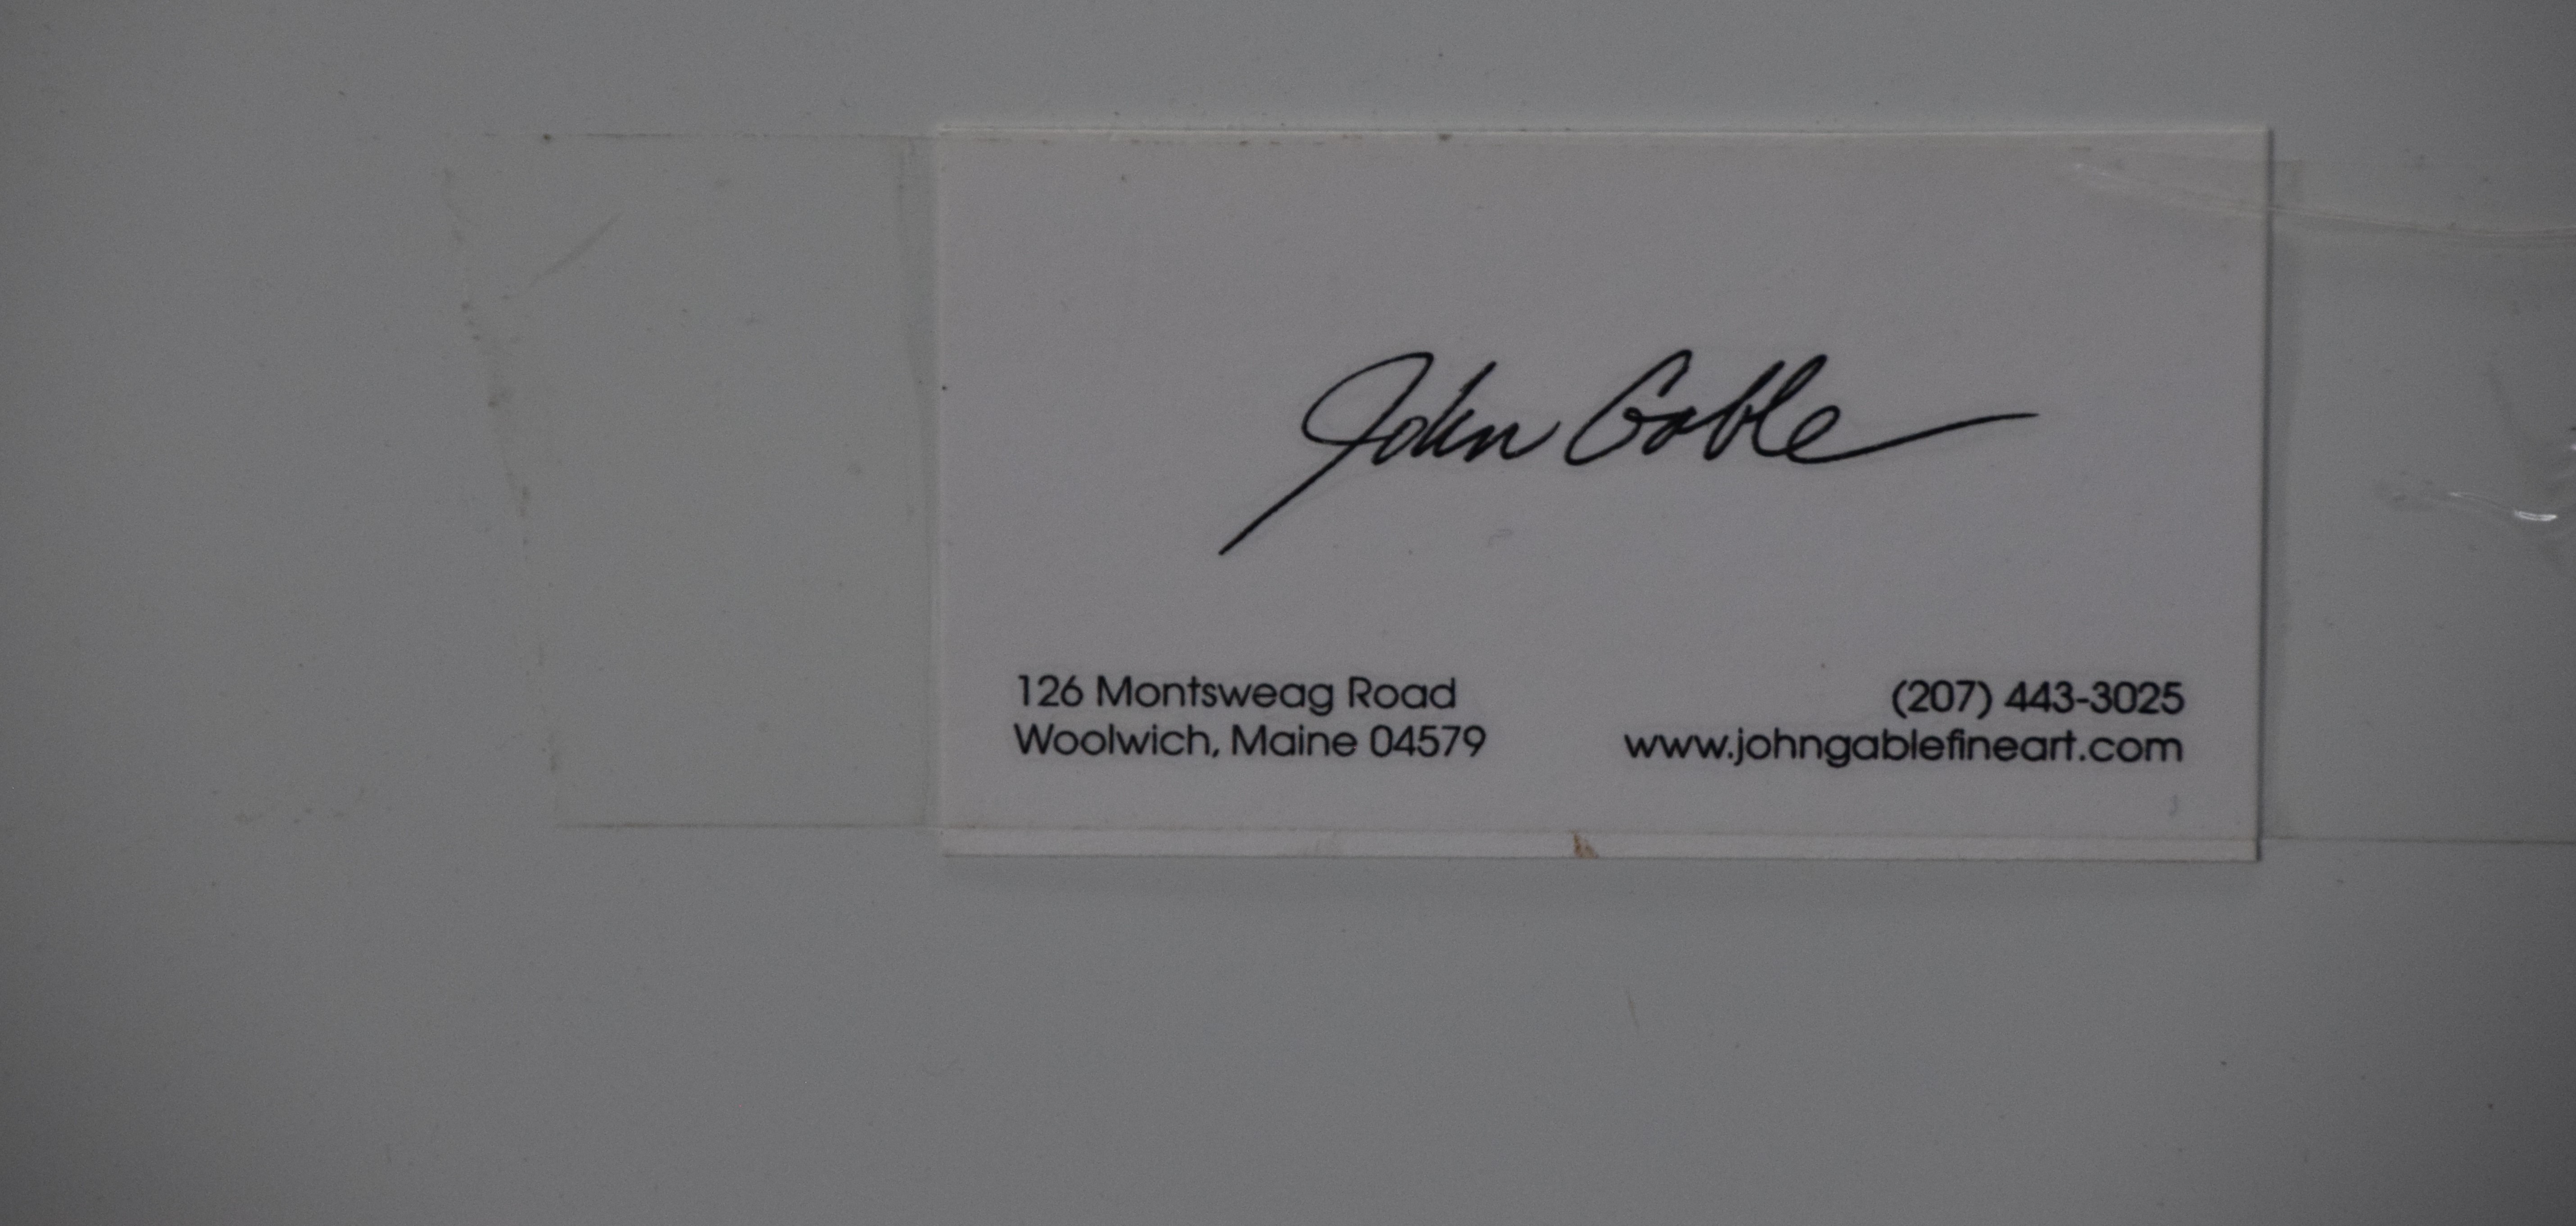 John Gable
126 Montsweag Road
Woolwich, Maine 04579
(207) 443-3025
www.johngablefineart.com